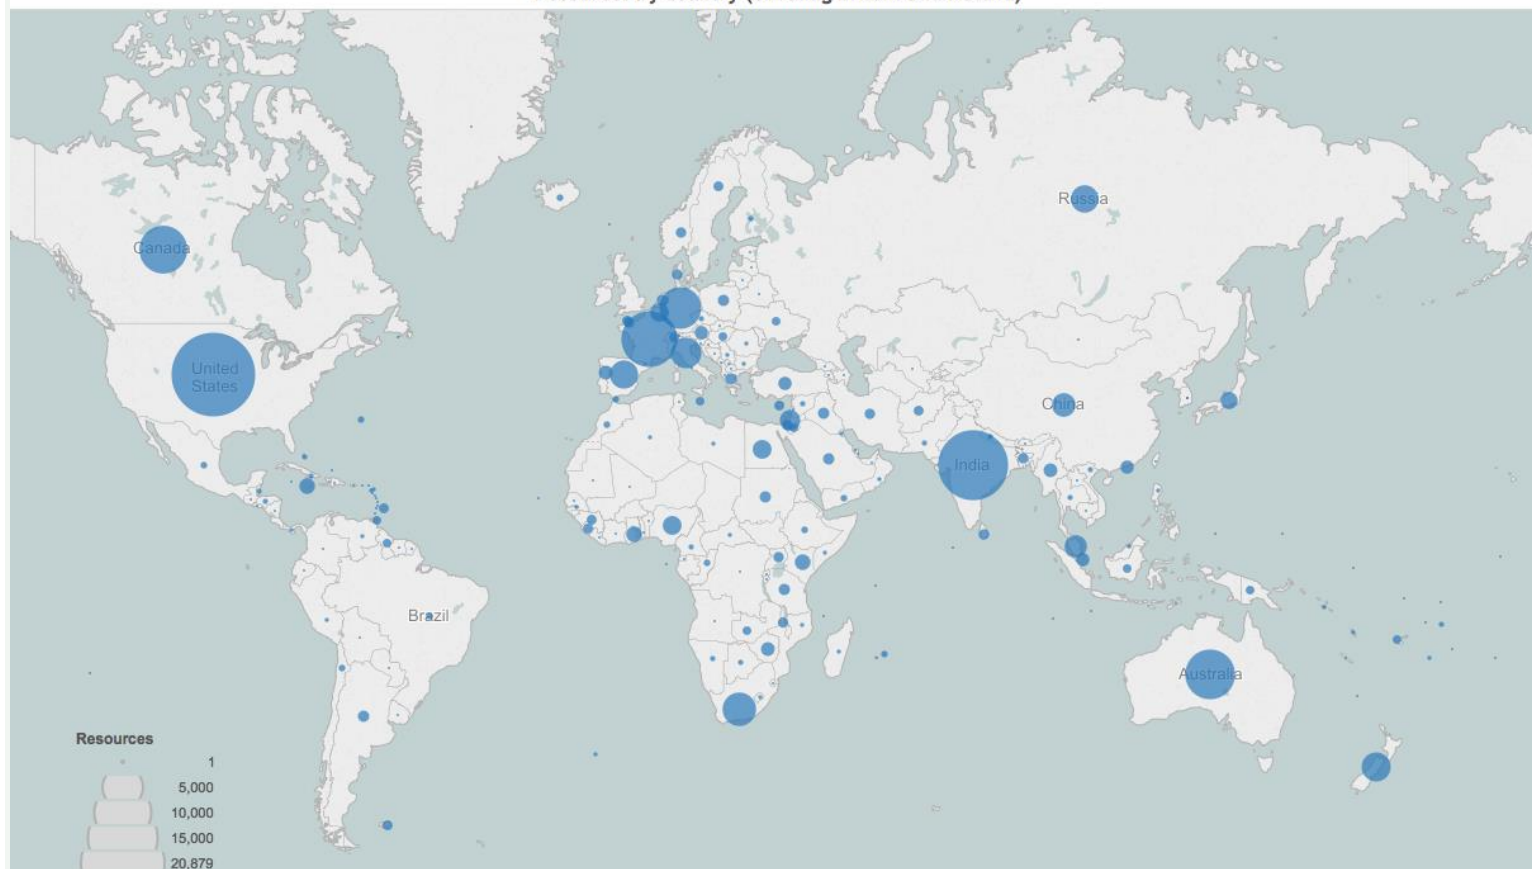 Canada
Russia
United
States
China
India
Brazil
Australia
Resources
1
5,000
10,000
15,000
20,879